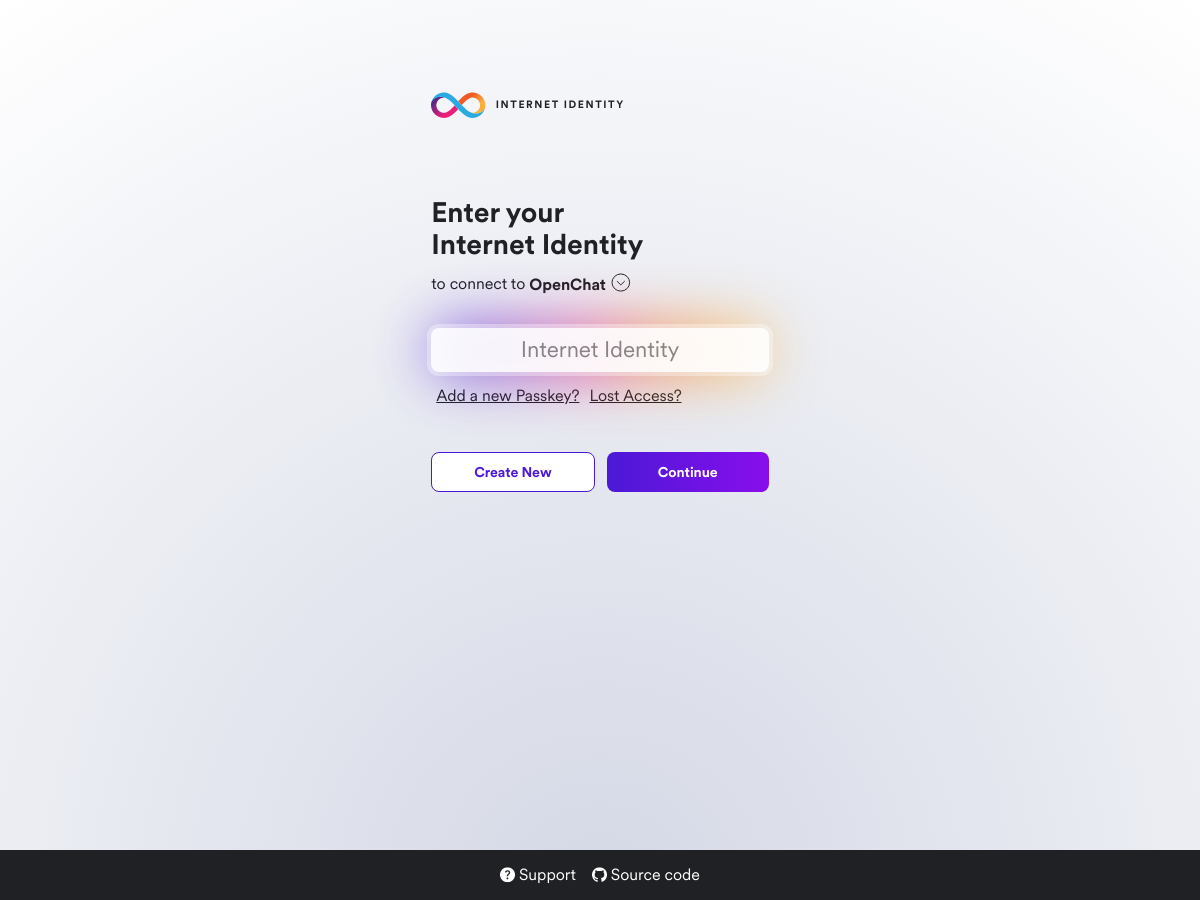 INTERNET IDENTITY
Enter your
Internet Identity
to connect to OpenChat
Internet Identity
Add a new Passkey? Lost Access?
Create New Continue
Support Source code